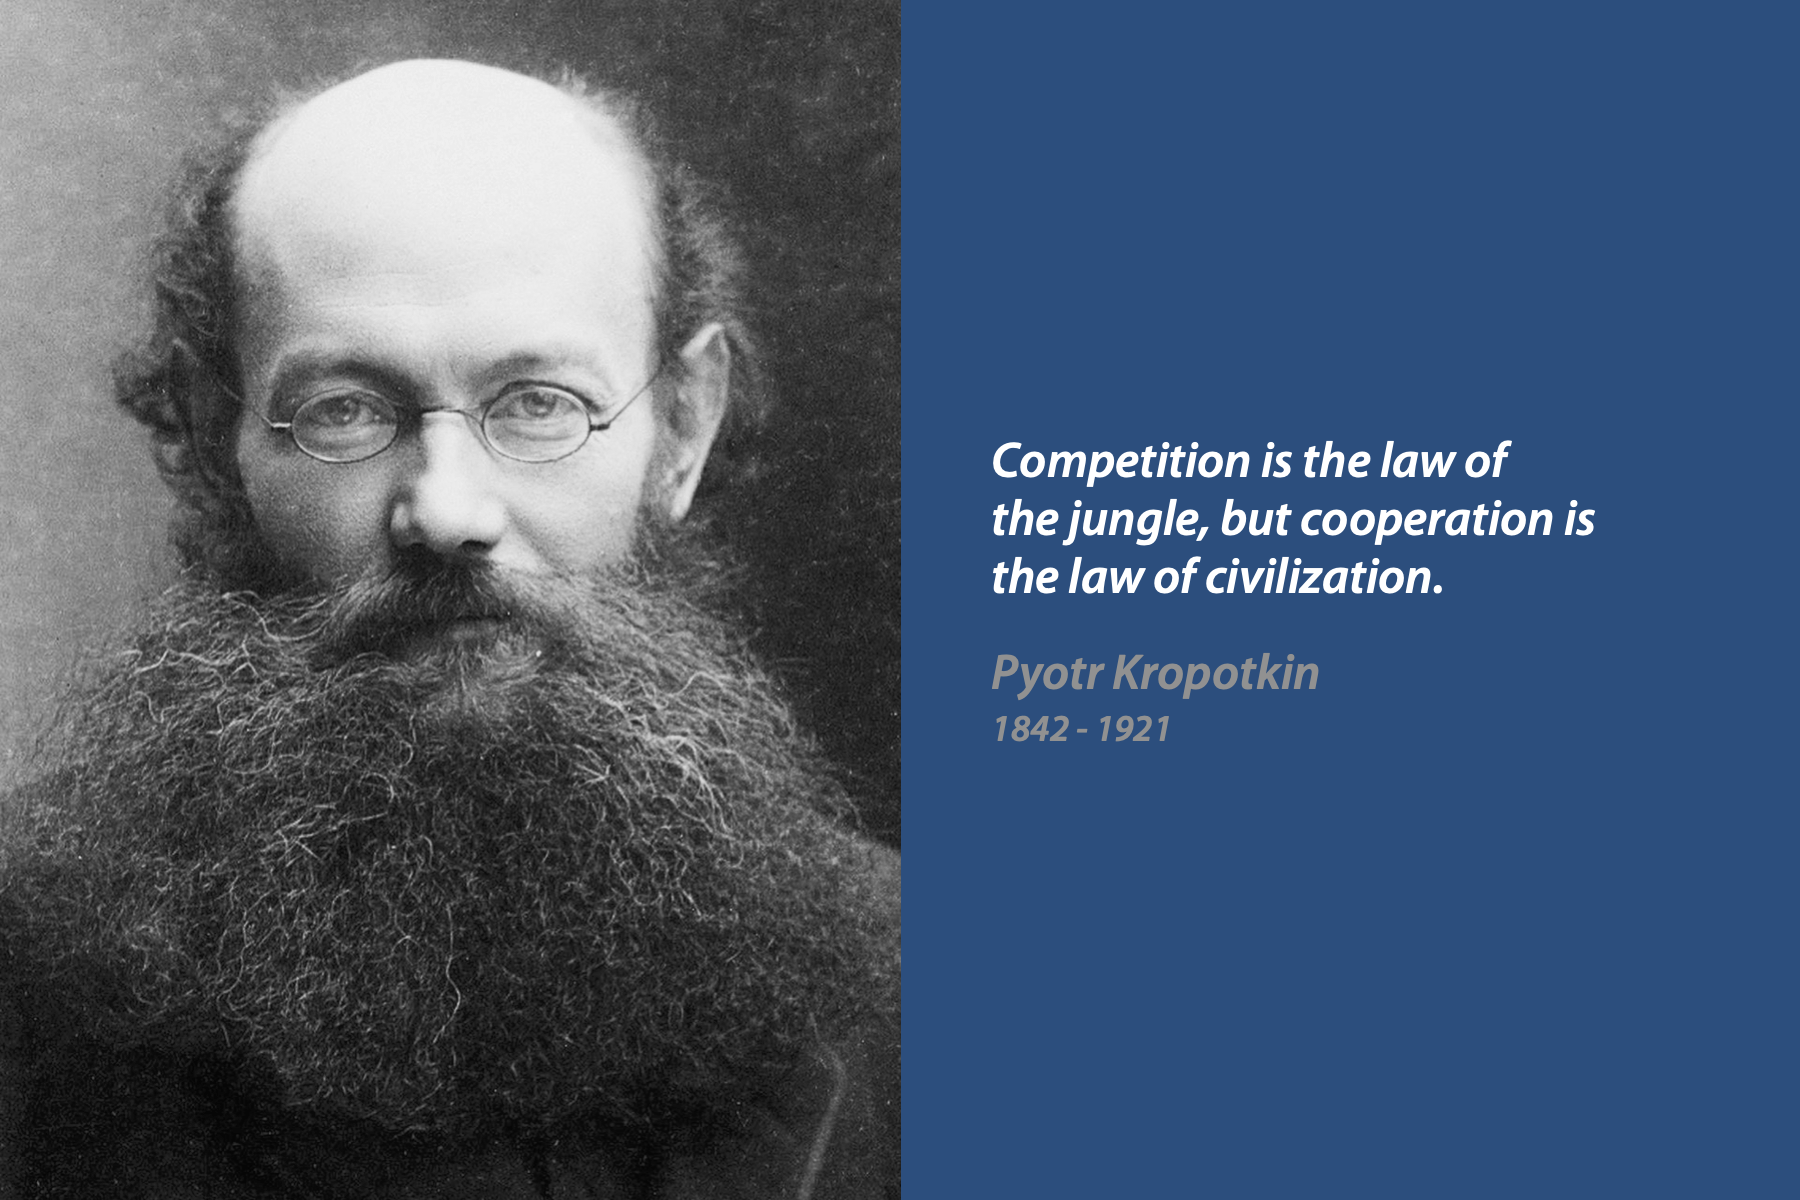 Competition is the law of
the jungle, but cooperation is
the law of civilization.
Pyotr Kropotkin
1842 - 1921